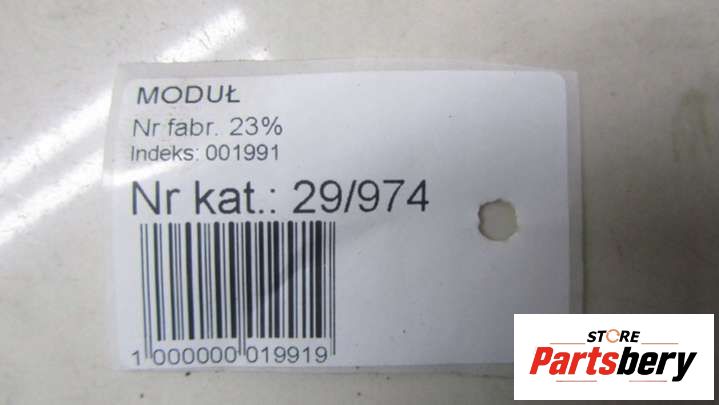 MODUŁ
Nr fabr. 23%
Indeks: 001991
Nr kat.: 29/974
1 000000 019919
STORE
Partsbery